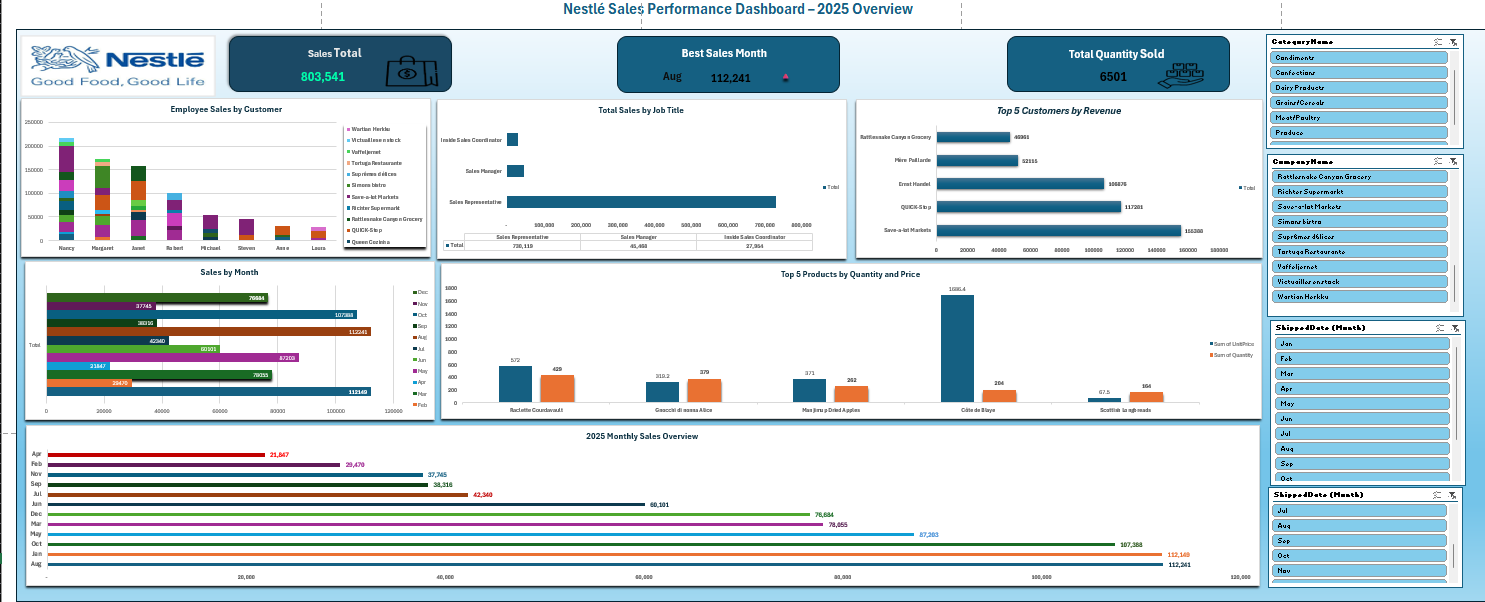 Nestlé Sales Performance Dashboard – 2025 Overview
Nestlé
Good Food, Good Life
Sales Total
803,541
Best Sales Month
Aug 112,241
Total Quantity Sold
6501
Employee Sales by Customer
250000
200000
150000
100000
50000
0
Nancy Margaret Janet Robert Michael Steven Anne Laura
Wartian Herkku
Victuailles en stock
Vaffeljernet
Tortuga Restaurante
Suprêmes délices
Simons bistro
Save-a-lot Markets
Richter Supermarkt
Rattlesnake Canyon Grocery
QUICK-Stop
Queen Cozinha
Total Sales by Job Title
Inside Sales Coordinator
Sales Manager
Sales Representative
Total
- 100,000 200,000 300,000 400,000 500,000 600,000 700,000 800,000
Sales Representative Sales Manager Inside Sales Coordinator
Total 46,468 27,954
Top 5 Customers by Revenue
Rattlesnake Canyon Grocery 46961
Mère Paillarde 52115
Ernst Handel
QUICK-Stop 117281
Save-a-lot Markets
Total
0 20000 40000 60000 80000 100000 120000 140000 160000 180000
Sales by Month
76684
37745
107388
38316
112241
42340
60101
87203
21847
78055
29470
112149
Total
0 20000 40000 60000 80000 100000 120000
Dec
Nov
Oct
Sep
Aug
Jul
Jun
May
Apr
Mar
Feb
Top 5 Products by Quantity and Price
1800
1600
1400
1200
1000
800
600
400
200
0
572 429
319.2 379
371 262
1686.4 204
67.5 164
Raclette Courdavault Gnocchi di nonna Alice Manjimup Dried Apples Côte de Blaye Scottish Longbreads
Sum of UnitPrice
Sum of Quantity
2025 Monthly Sales Overview
Apr 21,847
Feb 29,470
Nov 37,745
Sep 38,316
Jul 42,340
Jun 60,101
Dec 76,684
Mar 78,055
May 87,203
Oct 107,388
Jan 112,149
Aug 112,241
- 20,000 40,000 60,000 80,000 100,000 120,000
CategoryName
Condiments
Confections
Dairy Products
Grains/Cereals
Meat/Poultry
Produce
CompanyName
Rattlesnake Canyon Grocery
Richter Supermarkt
Save-a-lot Markets
Simons bistro
Suprêmes délices
Tortuga Restaurante
Vaffeljernet
Victuailles en stock
Wartian Herkku
ShippedDate (Month)
Jan
Feb
Mar
Apr
May
Jun
Jul
Aug
Sep
Oct
ShippedDate (Month)
Jul
Aug
Sep
Oct
Nov